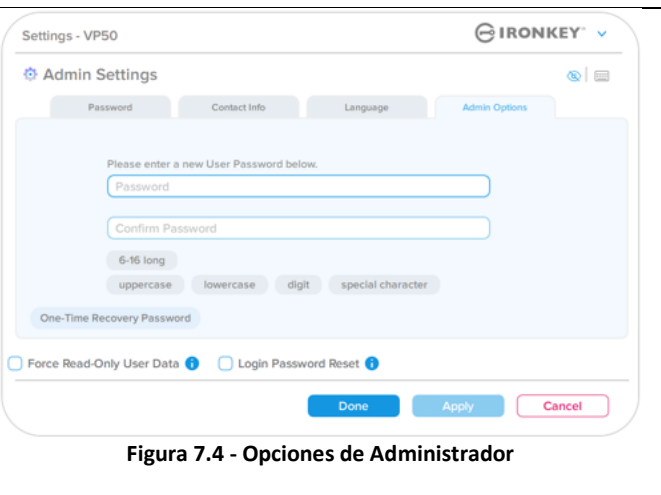 Settings - VP50
IRONKEY™
Admin Settings
Password Contact Info Language Admin Options
Please enter a new User Password below.
Password
Confirm Password
6-16 long
uppercase lowercase digit special character
One-Time Recovery Password
Force Read-Only User Data i Login Password Reset i
Done Apply Cancel
Figura 7.4 - Opciones de Administrador